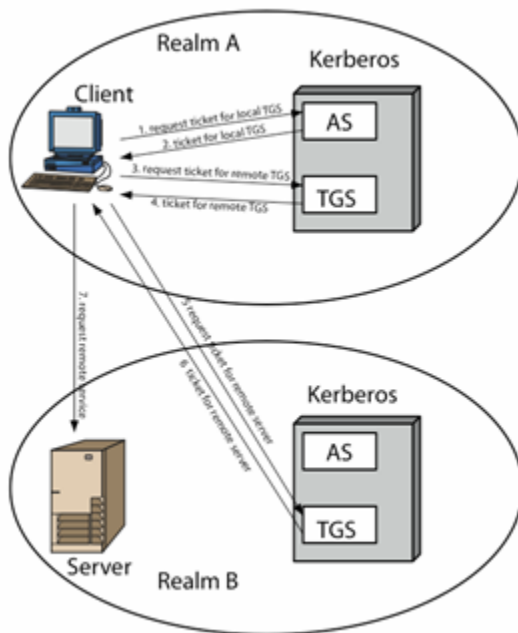 Realm A
Kerberos
Client
1. request ticket for local TGS
AS
2. ticket for local TGS
3. request ticket for remote TGS
TGS
4. ticket for remote TGS
5 request ticket for remote server
6. ticket for remote server
7. request remote service
Kerberos
AS
TGS
Server
Realm B